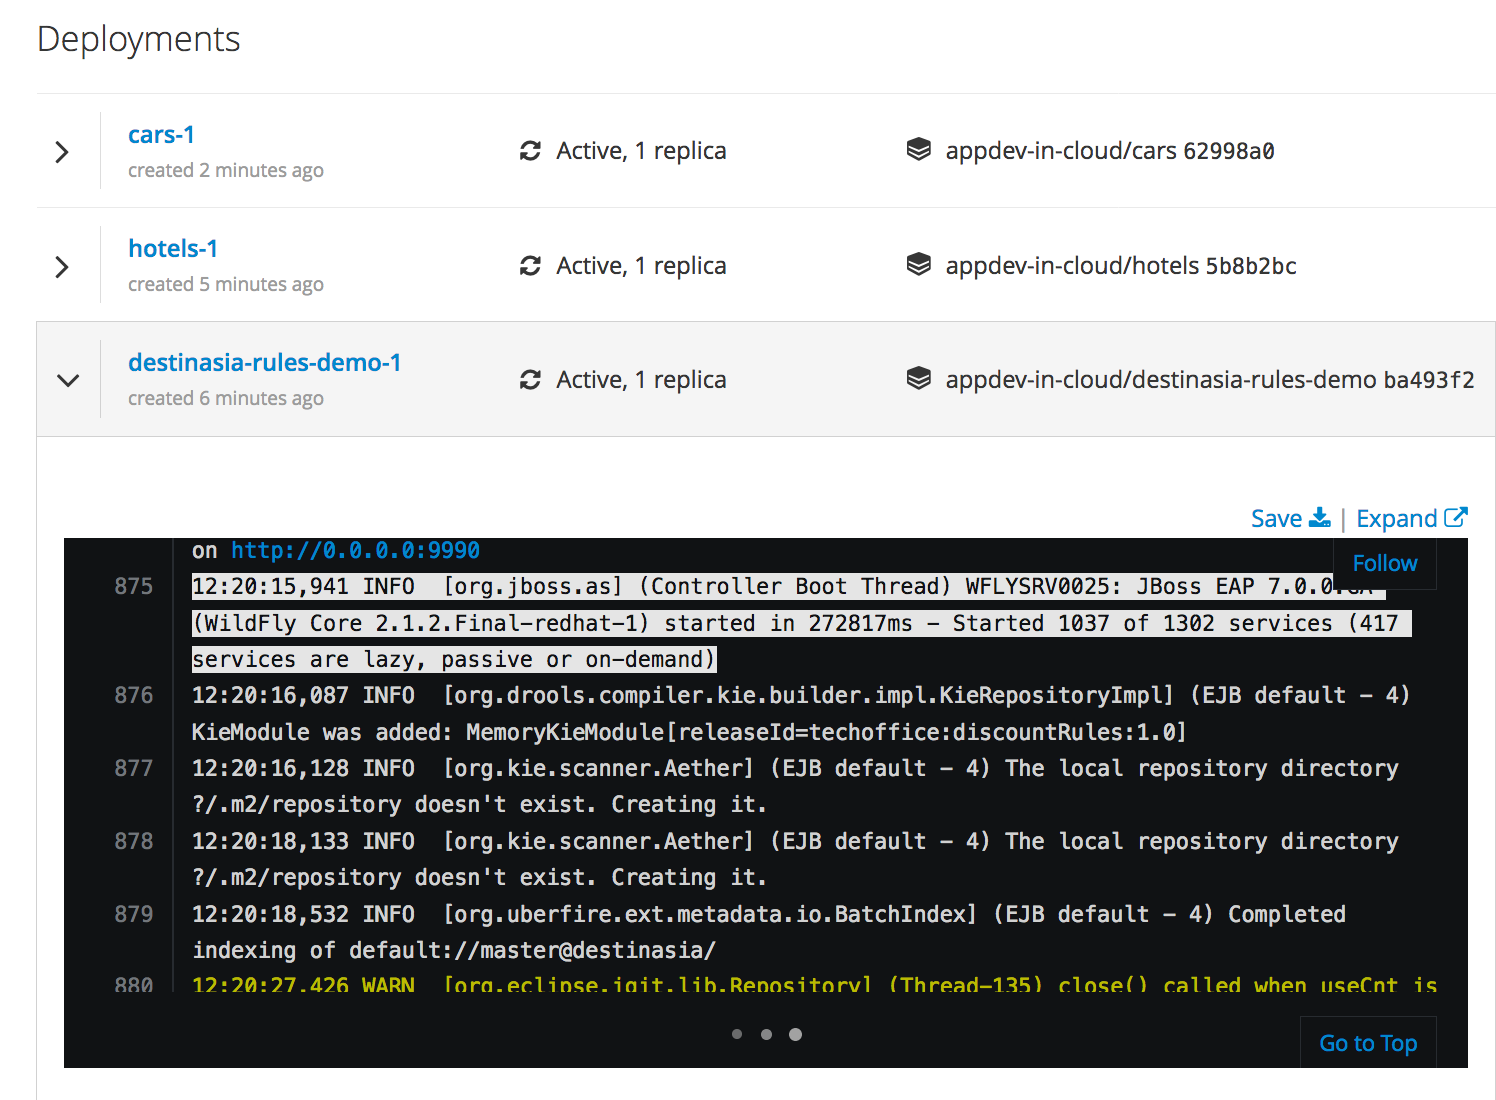 Deployments
cars-1
created 2 minutes ago
Active, 1 replica
appdev-in-cloud/cars 62998a0
hotels-1
created 5 minutes ago
Active, 1 replica
appdev-in-cloud/hotels 5b8b2bc
destinasia-rules-demo-1
created 6 minutes ago
Active, 1 replica
appdev-in-cloud/destinasia-rules-demo ba493f2
Save | Expand
on http://0.0.0.0:9990
Follow
875 12:20:15,941 INFO [org.jboss.as] (Controller Boot Thread) WFLYSRV0025: JBoss EAP 7.0.0.GA
(WildFly Core 2.1.2.Final-redhat-1) started in 272817ms - Started 1037 of 1302 services (417
services are lazy, passive or on-demand)
876 12:20:16,087 INFO [org.drools.compiler.kie.builder.impl.KieRepositoryImpl] (EJB default - 4)
KieModule was added: MemoryKieModule[releaseId=techoffice:discountRules:1.0]
877 12:20:16,128 INFO [org.kie.scanner.Aether] (EJB default - 4) The local repository directory
?/.m2/repository doesn't exist. Creating it.
878 12:20:18,133 INFO [org.kie.scanner.Aether] (EJB default - 4) The local repository directory
?/.m2/repository doesn't exist. Creating it.
879 12:20:18,532 INFO [org.uberfire.ext.metadata.io.BatchIndex] (EJB default - 4) Completed
indexing of default://master@destinasia/
880 12:20:27,426 WARN [org.eclipse.jgit.lib.Repository] (Thread-135) close() called when useCnt is
Go to Top